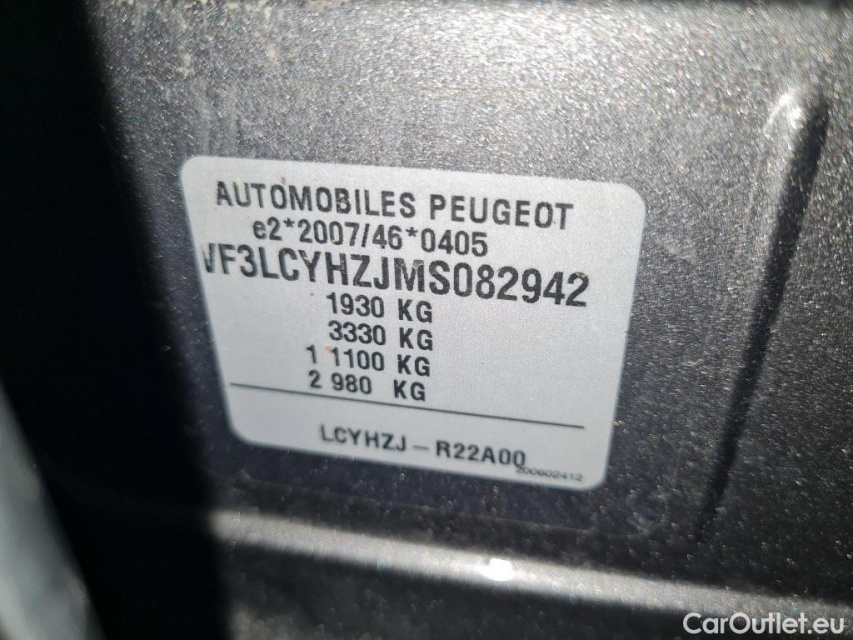 AUTOMOBILES PEUGEOT
e2*2007/46*0405
VF3LCYHZJMS082942
1930 KG
3330 KG
1 1100 KG
2 980 KG
LCYHZJ - R22A00
200602412
CarOutlet.eu